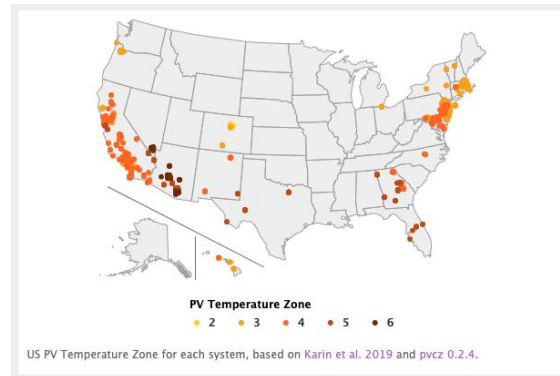 PV Temperature Zone
2 3 4 5 6
US PV Temperature Zone for each system, based on Karin et al. 2019 and pvcz 0.2.4.